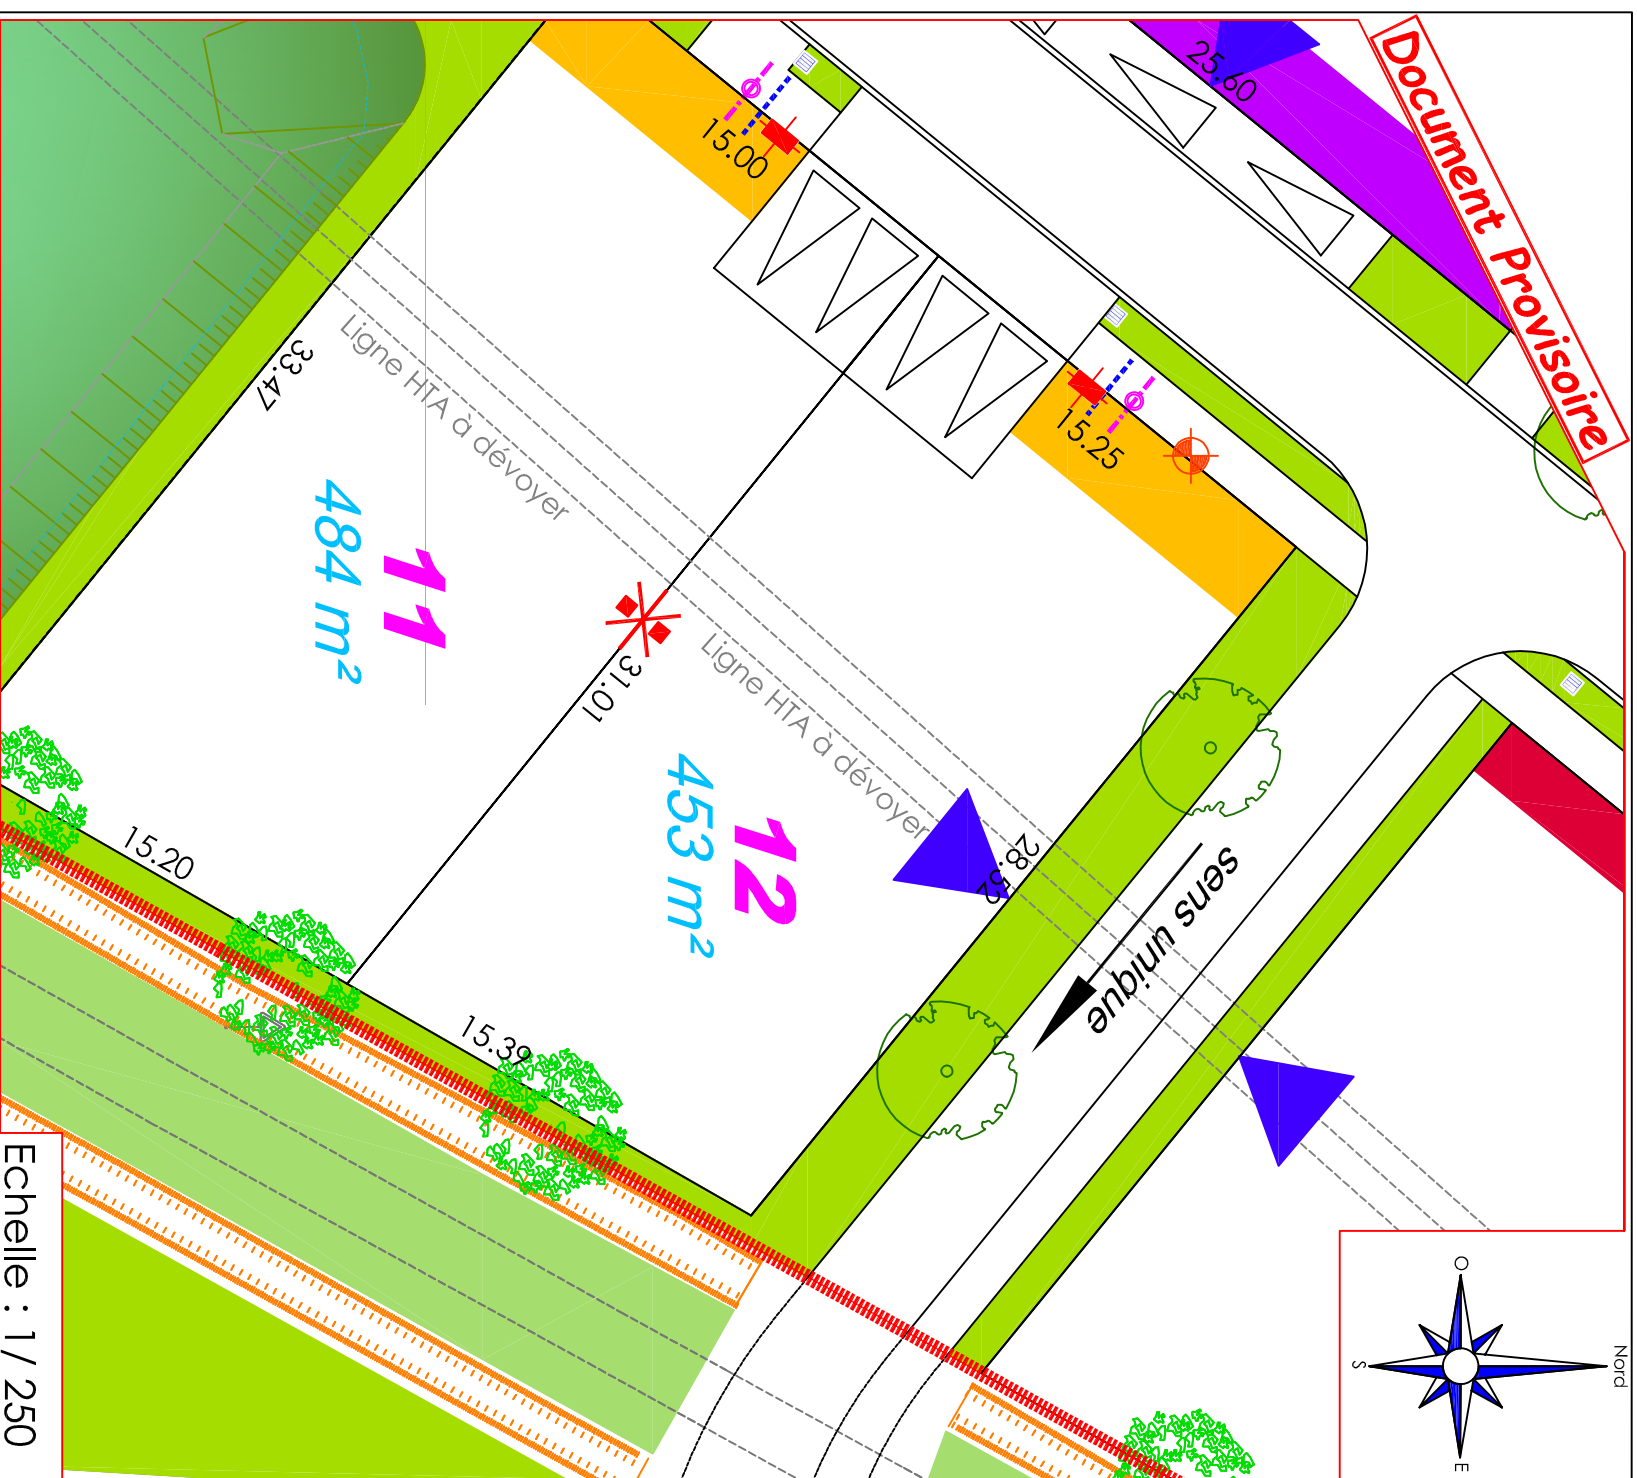 Document Provisoire
25.60
15.00
15.25
33.47
Ligne HTA à dévoyer
11
484 m²
31.01
Ligne HTA à dévoyer
12
453 m²
28.52
sens unique
15.20
15.39
Echelle : 1/ 250
Nord
O
S
E